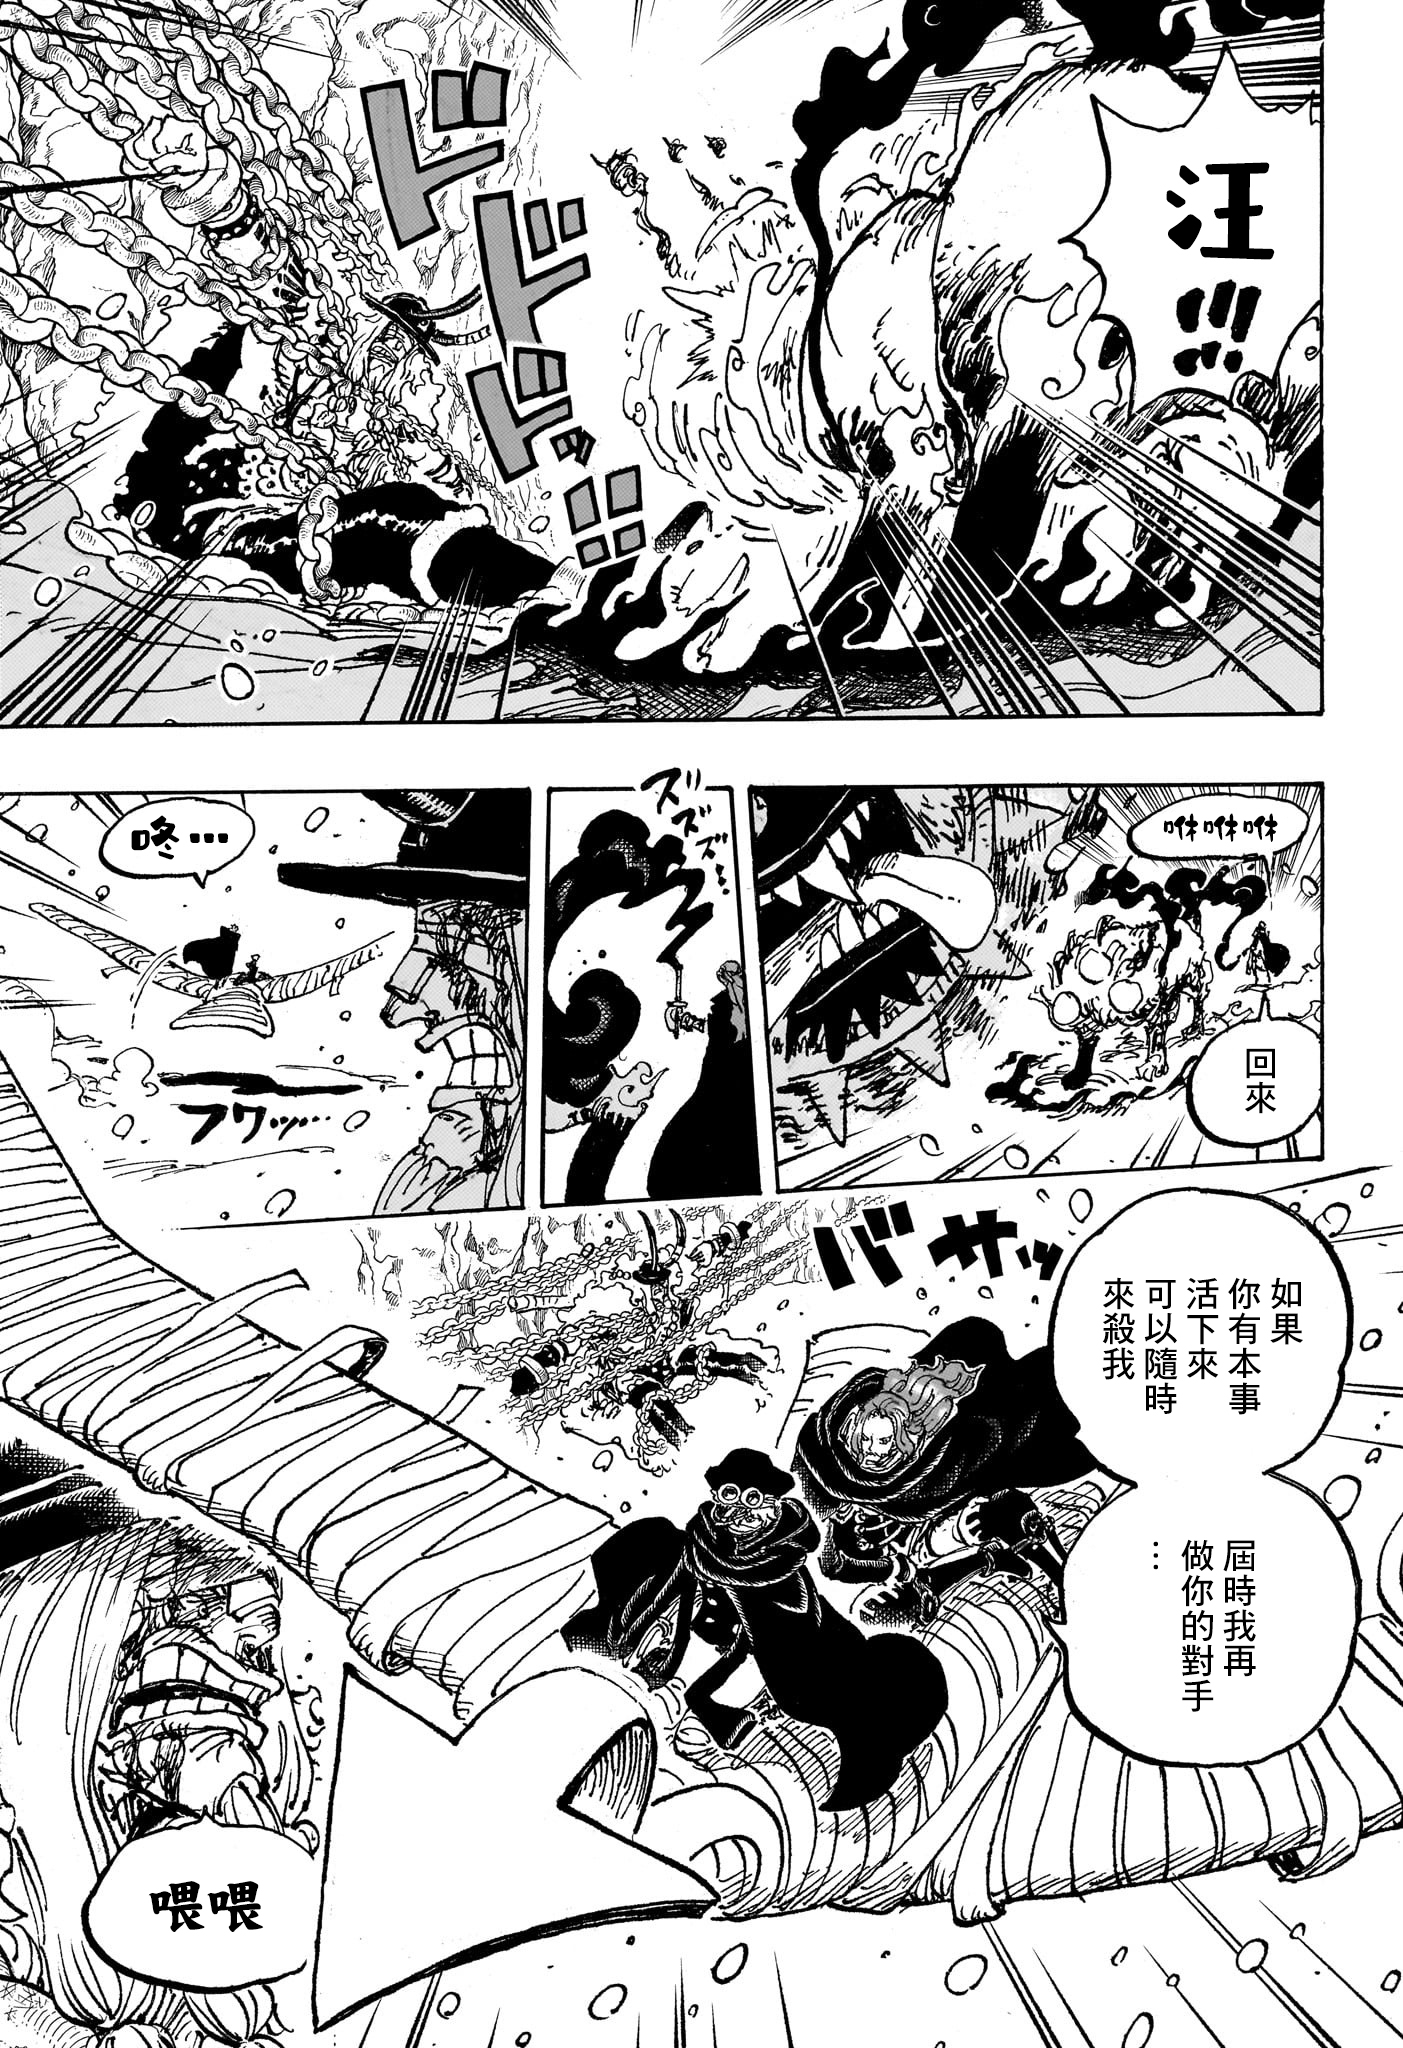 汪!!!
ドドドドドッ!!!
咻咻咻
回來
ズズズ…
咚…
フワッ…
バサッ
如果
你有本事
活下來
可以隨時
來殺我
屆時我再
做你的對手
…
喂喂